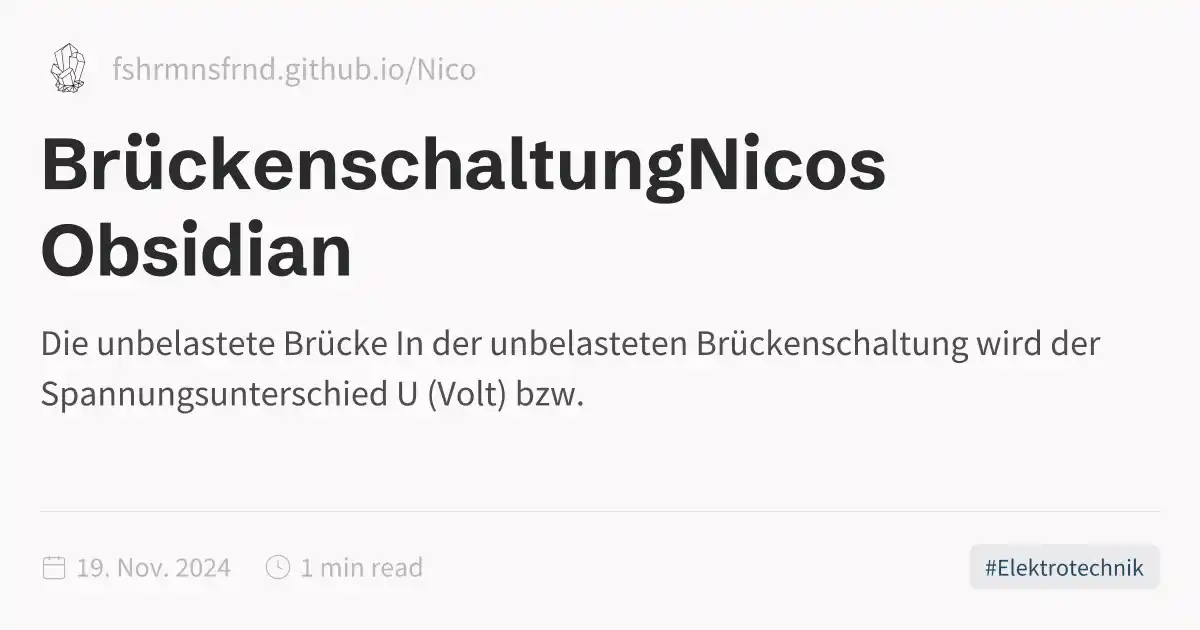 fshrmnsfrnd.github.io/Nico
BrückenschaltungNicos
Obsidian
Die unbelastete Brücke In der unbelasteten Brückenschaltung wird der
Spannungsunterschied U (Volt) bzw.
19. Nov. 2024 1 min read #Elektrotechnik